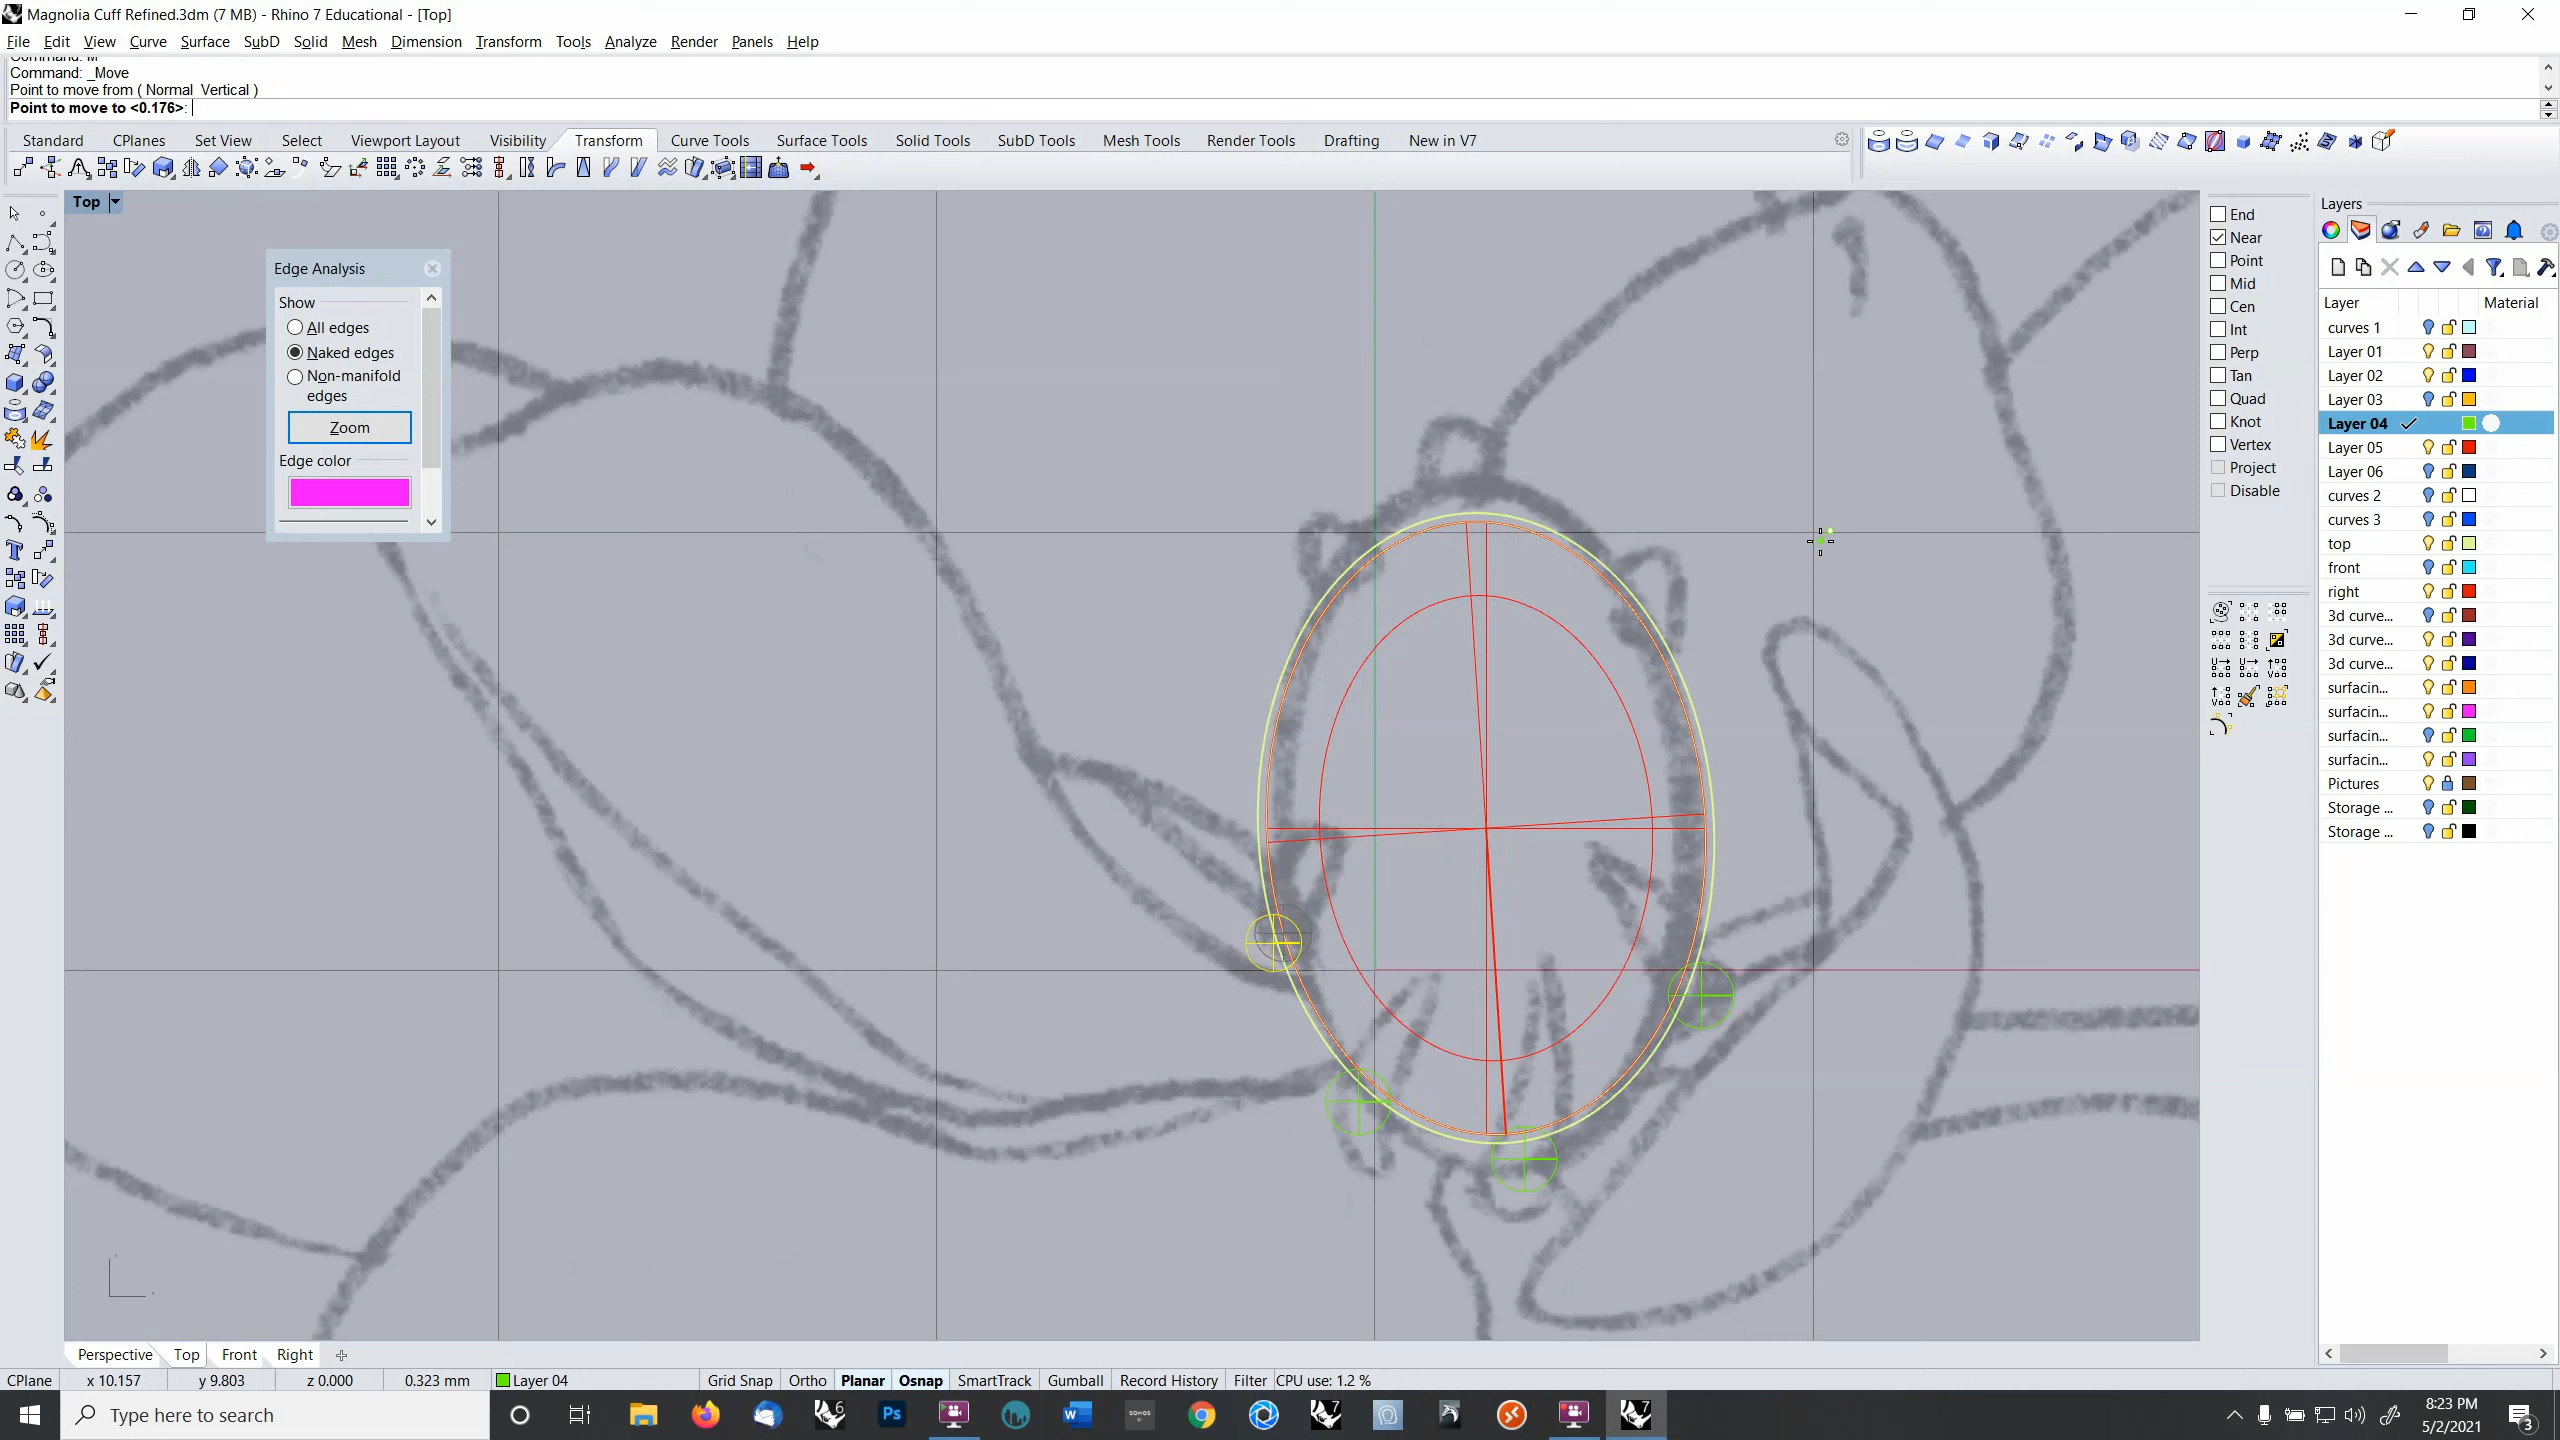 Magnolia Cuff Refined.3dm (7 MB) - Rhino 7 Educational - [Top]
File Edit View Curve Surface SubD Solid Mesh Dimension Transform Tools Analyze Render Panels Help
Command: _Move
Point to move from ( Normal Vertical )
Point to move to <0.176>:
Standard CPlanes Set View Select Viewport Layout Visibility Transform Curve Tools Surface Tools Solid Tools SubD Tools Mesh Tools Render Tools Drafting New in V7
Top
Edge Analysis
Show
All edges
Naked edges
Non-manifold
edges
Zoom
Edge color
End
Near
Point
Mid
Cen
Int
Perp
Tan
Quad
Knot
Vertex
Project
Disable
Layers
Layer Material
curves 1
Layer 01
Layer 02
Layer 03
Layer 04
Layer 05
Layer 06
curves 2
curves 3
top
front
right
3d curve...
3d curve...
3d curve...
surfacin...
surfacin...
surfacin...
surfacin...
Pictures
Storage ...
Storage ...
Perspective Top Front Right
CPlane x 10.157 y 9.803 z 0.000 0.323 mm Layer 04 Grid Snap Ortho Planar Osnap SmartTrack Gumball Record History Filter CPU use: 1.2 %
Type here to search
6
Ps
SONOS
7
7
8:23 PM
5/2/2021
3